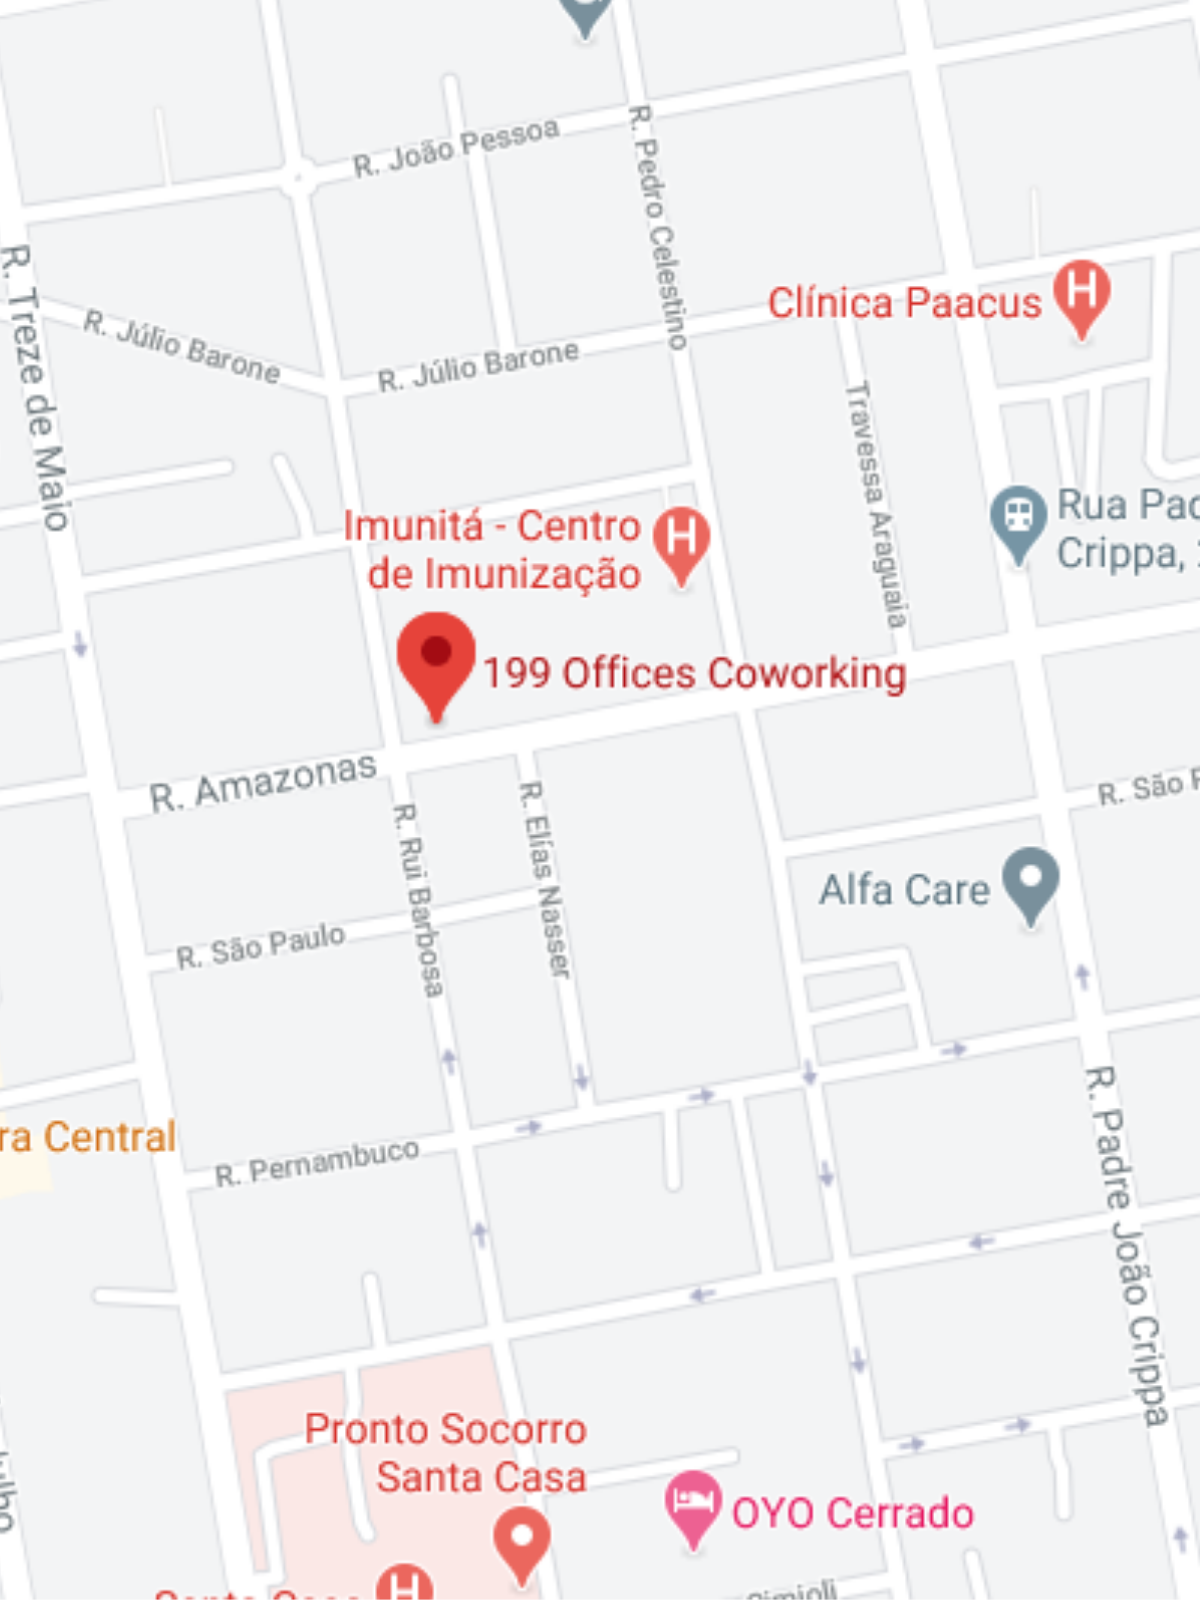 R. João Pessoa
R. Pedro Celestino
R. Treze de Maio
Clínica Paacus
R. Júlio Barone
R. Júlio Barone
Travessa Araguaia
Imunitá - Centro
de Imunização
Rua Pad
Crippa,
199 Offices Coworking
R. Amazonas
R. São P
R. Rui Barbosa
R. Elías Nasser
Alfa Care
R. São Paulo
R. Padre João Crippa
ra Central
R. Pernambuco
Pronto Socorro
Santa Casa
OYO Cerrado